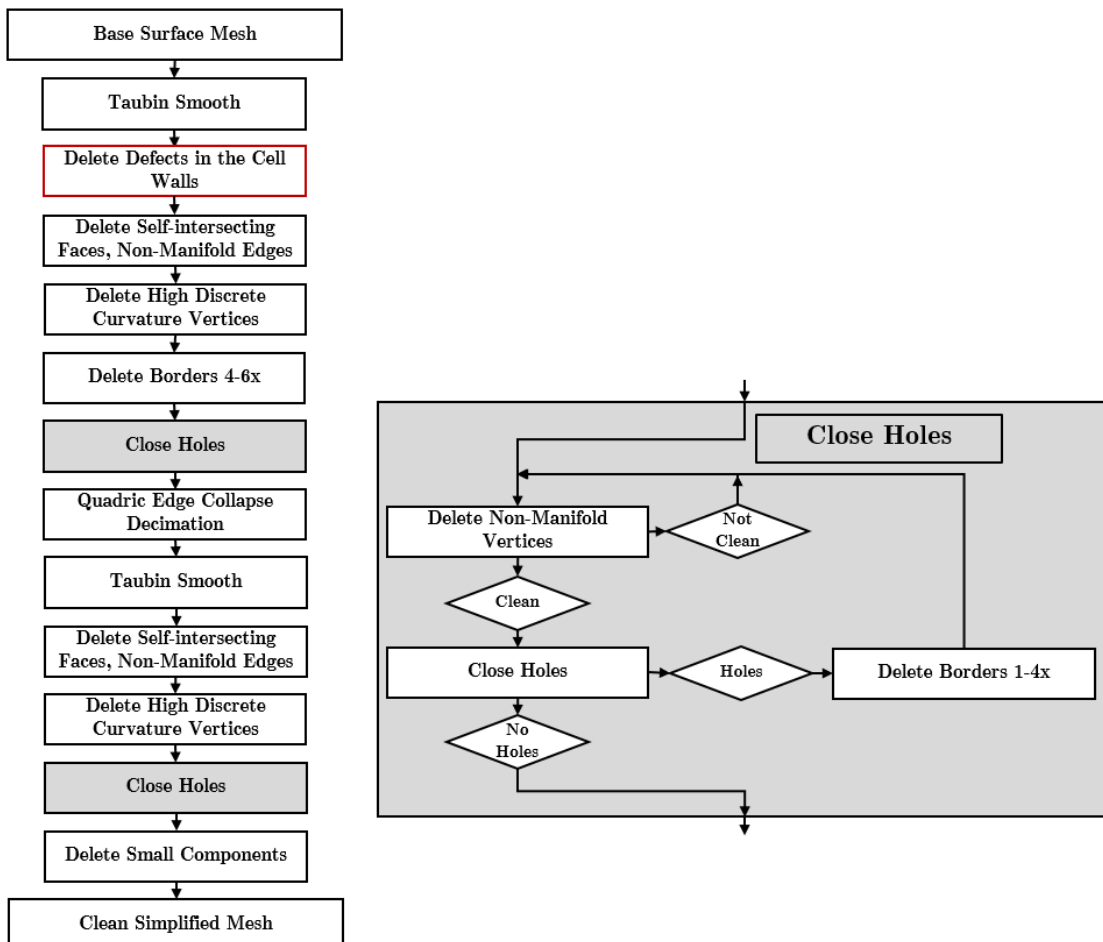 Base Surface Mesh
Taubin Smooth
Delete Defects in the Cell
Walls
Delete Self-intersecting
Faces, Non-Manifold Edges
Delete High Discrete
Curvature Vertices
Delete Borders 4-6x
Close Holes
Quadric Edge Collapse
Decimation
Taubin Smooth
Delete Self-intersecting
Faces, Non-Manifold Edges
Delete High Discrete
Curvature Vertices
Close Holes
Delete Small Components
Clean Simplified Mesh
Close Holes
Delete Non-Manifold
Vertices
Not
Clean
Clean
Close Holes
Holes
Delete Borders 1-4x
No
Holes